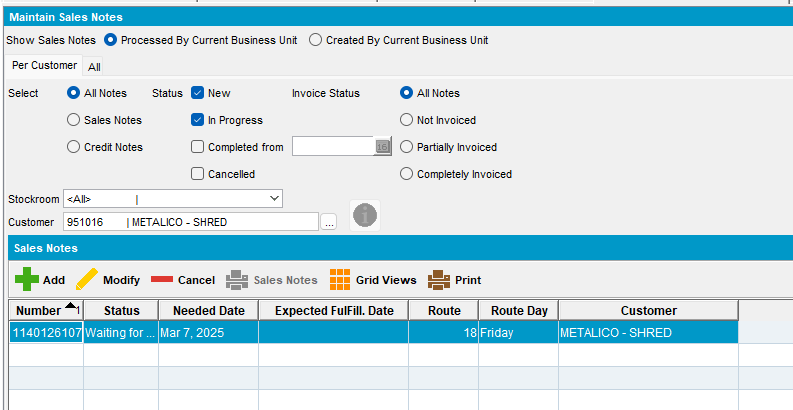 Maintain Sales Notes
Show Sales Notes Processed By Current Business Unit Created By Current Business Unit
Per Customer All
Select All Notes Status New Invoice Status All Notes
Sales Notes In Progress Not Invoiced
Credit Notes Completed from 16 Partially Invoiced
Cancelled Completely Invoiced
Stockroom <All>
Customer 951016 METALICO - SHRED ...
Sales Notes
Add Modify Cancel Sales Notes Grid Views Print
Number 1 Status Needed Date Expected FulFill. Date Route Route Day Customer
1140126107 Waiting for ... Mar 7, 2025 18 Friday METALICO - SHRED